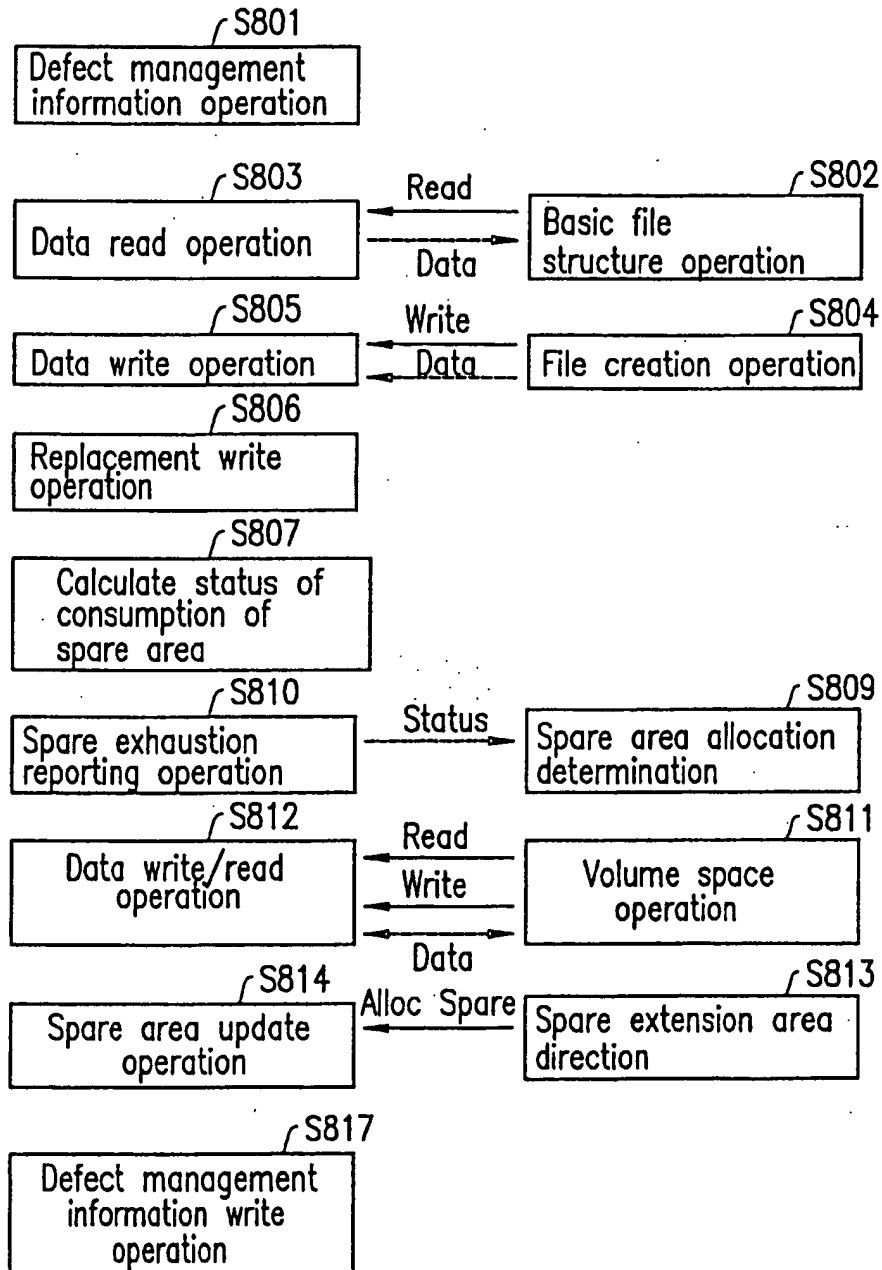 S801
Defect management
information operation
S803
Data read operation
Read
Data
S802
Basic file
structure operation
S805
Data write operation
Write
Data
S804
File creation operation
S806
Replacement write
operation
S807
Calculate status of
consumption of
spare area
S810
Spare exhaustion
reporting operation
Status
S809
Spare area allocation
determination
S812
Data write/read
operation
Read
Write
Data
S811
Volume space
operation
S814
Spare area update
operation
Alloc Spare
S813
Spare extension area
direction
S817
Defect management
information write
operation